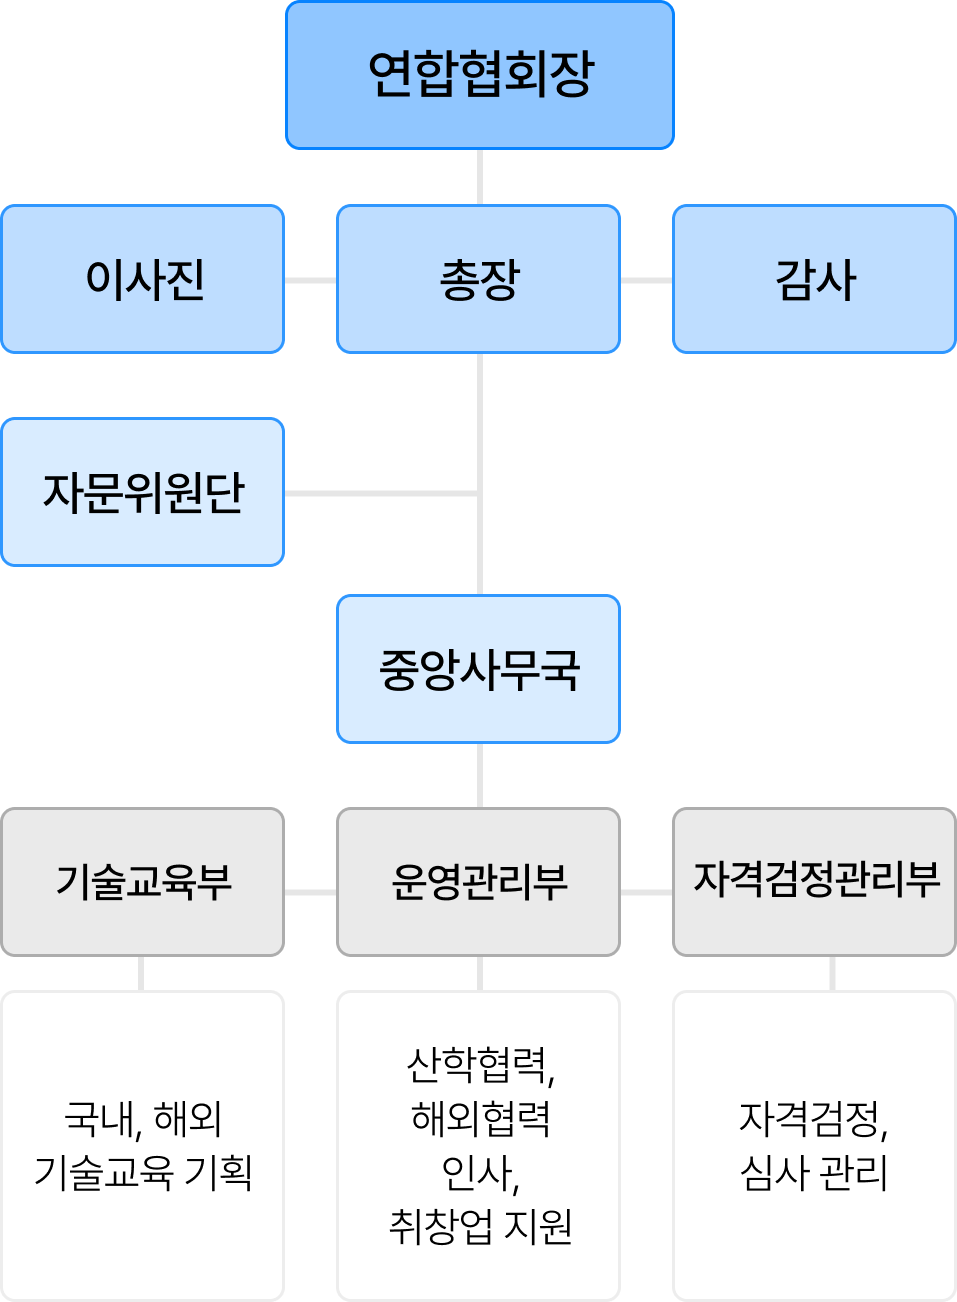 연합협회장
이사진
총장
감사
자문위원단
중앙사무국
기술교육부
운영관리부
자격검정관리부
국내, 해외
기술교육 기획
산학협력,
해외협력
인사,
취창업 지원
자격검정,
심사 관리